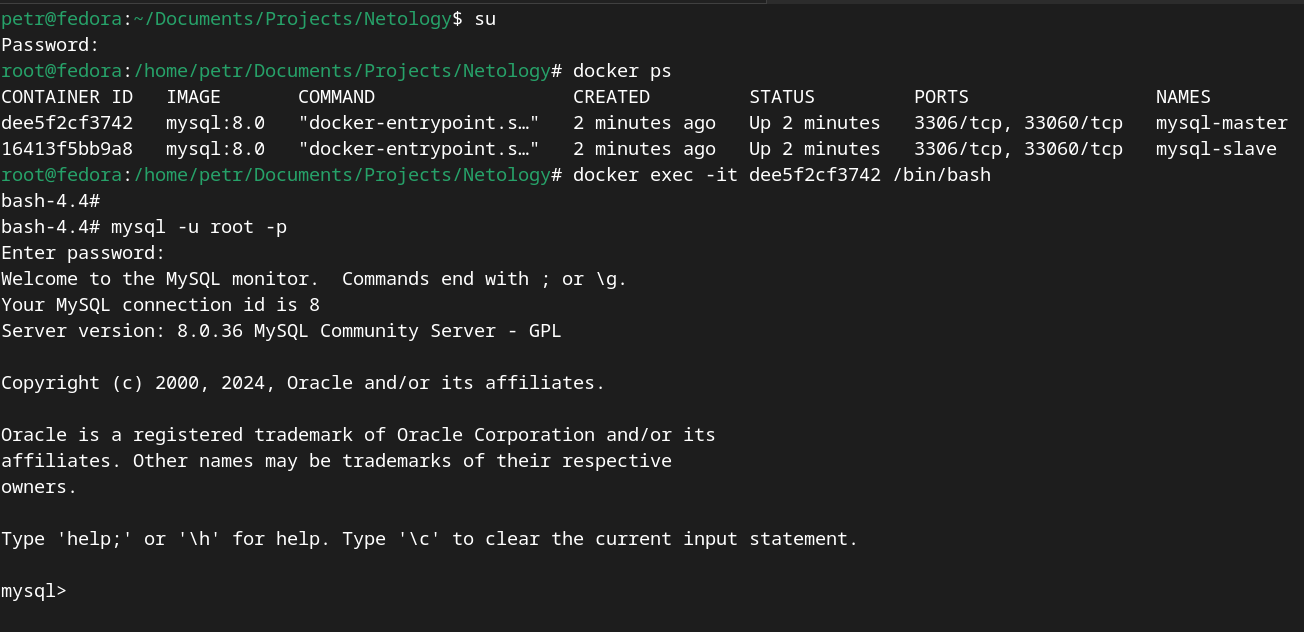 petr@fedora:~/Documents/Projects/Netology$ su
Password:
root@fedora:/home/petr/Documents/Projects/Netology# docker ps
CONTAINER ID   IMAGE       COMMAND                  CREATED         STATUS         PORTS                 NAMES
dee5f2cf3742   mysql:8.0   "docker-entrypoint.s…"   2 minutes ago   Up 2 minutes   3306/tcp, 33060/tcp   mysql-master
16413f5bb9a8   mysql:8.0   "docker-entrypoint.s…"   2 minutes ago   Up 2 minutes   3306/tcp, 33060/tcp   mysql-slave
root@fedora:/home/petr/Documents/Projects/Netology# docker exec -it dee5f2cf3742 /bin/bash
bash-4.4#
bash-4.4# mysql -u root -p
Enter password:
Welcome to the MySQL monitor.  Commands end with ; or \g.
Your MySQL connection id is 8
Server version: 8.0.36 MySQL Community Server - GPL

Copyright (c) 2000, 2024, Oracle and/or its affiliates.

Oracle is a registered trademark of Oracle Corporation and/or its
affiliates. Other names may be trademarks of their respective
owners.

Type 'help;' or '\h' for help. Type '\c' to clear the current input statement.

mysql>